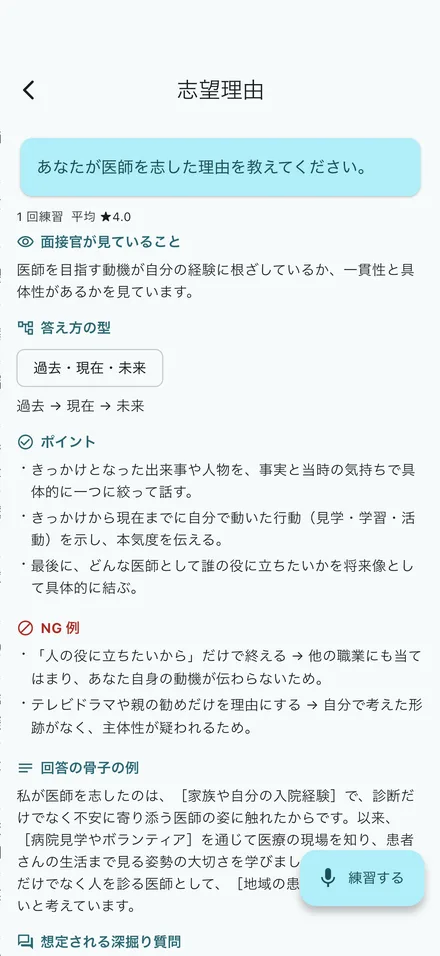 志望理由
あなたが医師を志した理由を教えてください。
1 回練習 平均 ★4.0
面接官が見ていること
医師を目指す動機が自分の経験に根ざしているか、一貫性と具
体性があるかを見ています。
答え方の型
過去・現在・未来
過去 → 現在 → 未来
ポイント
・きっかけとなった出来事や人物を、事実と当時の気持ちで具
体的に一つに絞って話す。
・きっかけから現在までに自分で動いた行動（見学・学習・活
動）を示し、本気度を伝える。
・最後に、どんな医師として誰の役に立ちたいかを将来像とし
て具体的に結ぶ。
NG 例
・「人の役に立ちたいから」だけで終える → 他の職業にも当て
はまり、あなた自身の動機が伝わらないため。
・テレビドラマや親の勧めだけを理由にする → 自分で考えた形
跡がなく、主体性が疑われるため。
回答の骨子の例
私が医師を志したのは、［家族や自分の入院経験］で、診断だ
けでなく不安に寄り添う医師の姿に触れたからです。以来、
［病院見学やボランティア］を通じて医療の現場を知り、患者
さんの生活まで見る姿勢の大切さを学びまし
だけでなく人を診る医師として、［地域の患
いと考えています。
練習する
想定される深掘り質問